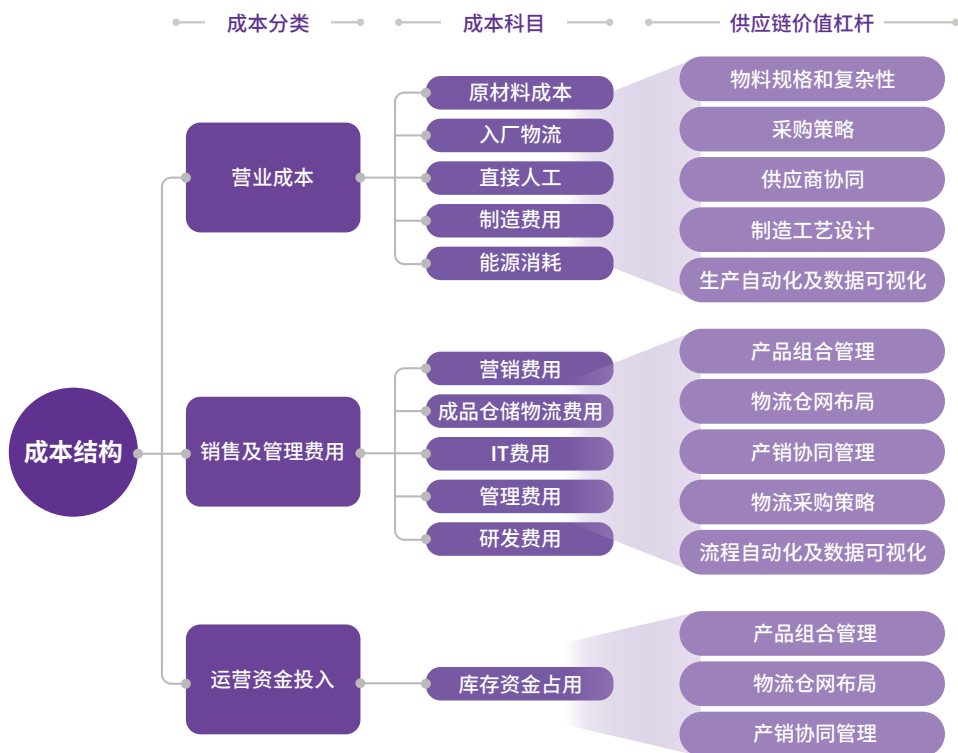 成本分类
成本科目
供应链价值杠杆
成本结构
营业成本
原材料成本
入厂物流
直接人工
制造费用
能源消耗
物料规格和复杂性
采购策略
供应商协同
制造工艺设计
生产自动化及数据可视化
销售及管理费用
营销费用
成品仓储物流费用
IT费用
管理费用
研发费用
产品组合管理
物流仓网布局
产销协同管理
物流采购策略
流程自动化及数据可视化
运营资金投入
库存资金占用
产品组合管理
物流仓网布局
产销协同管理